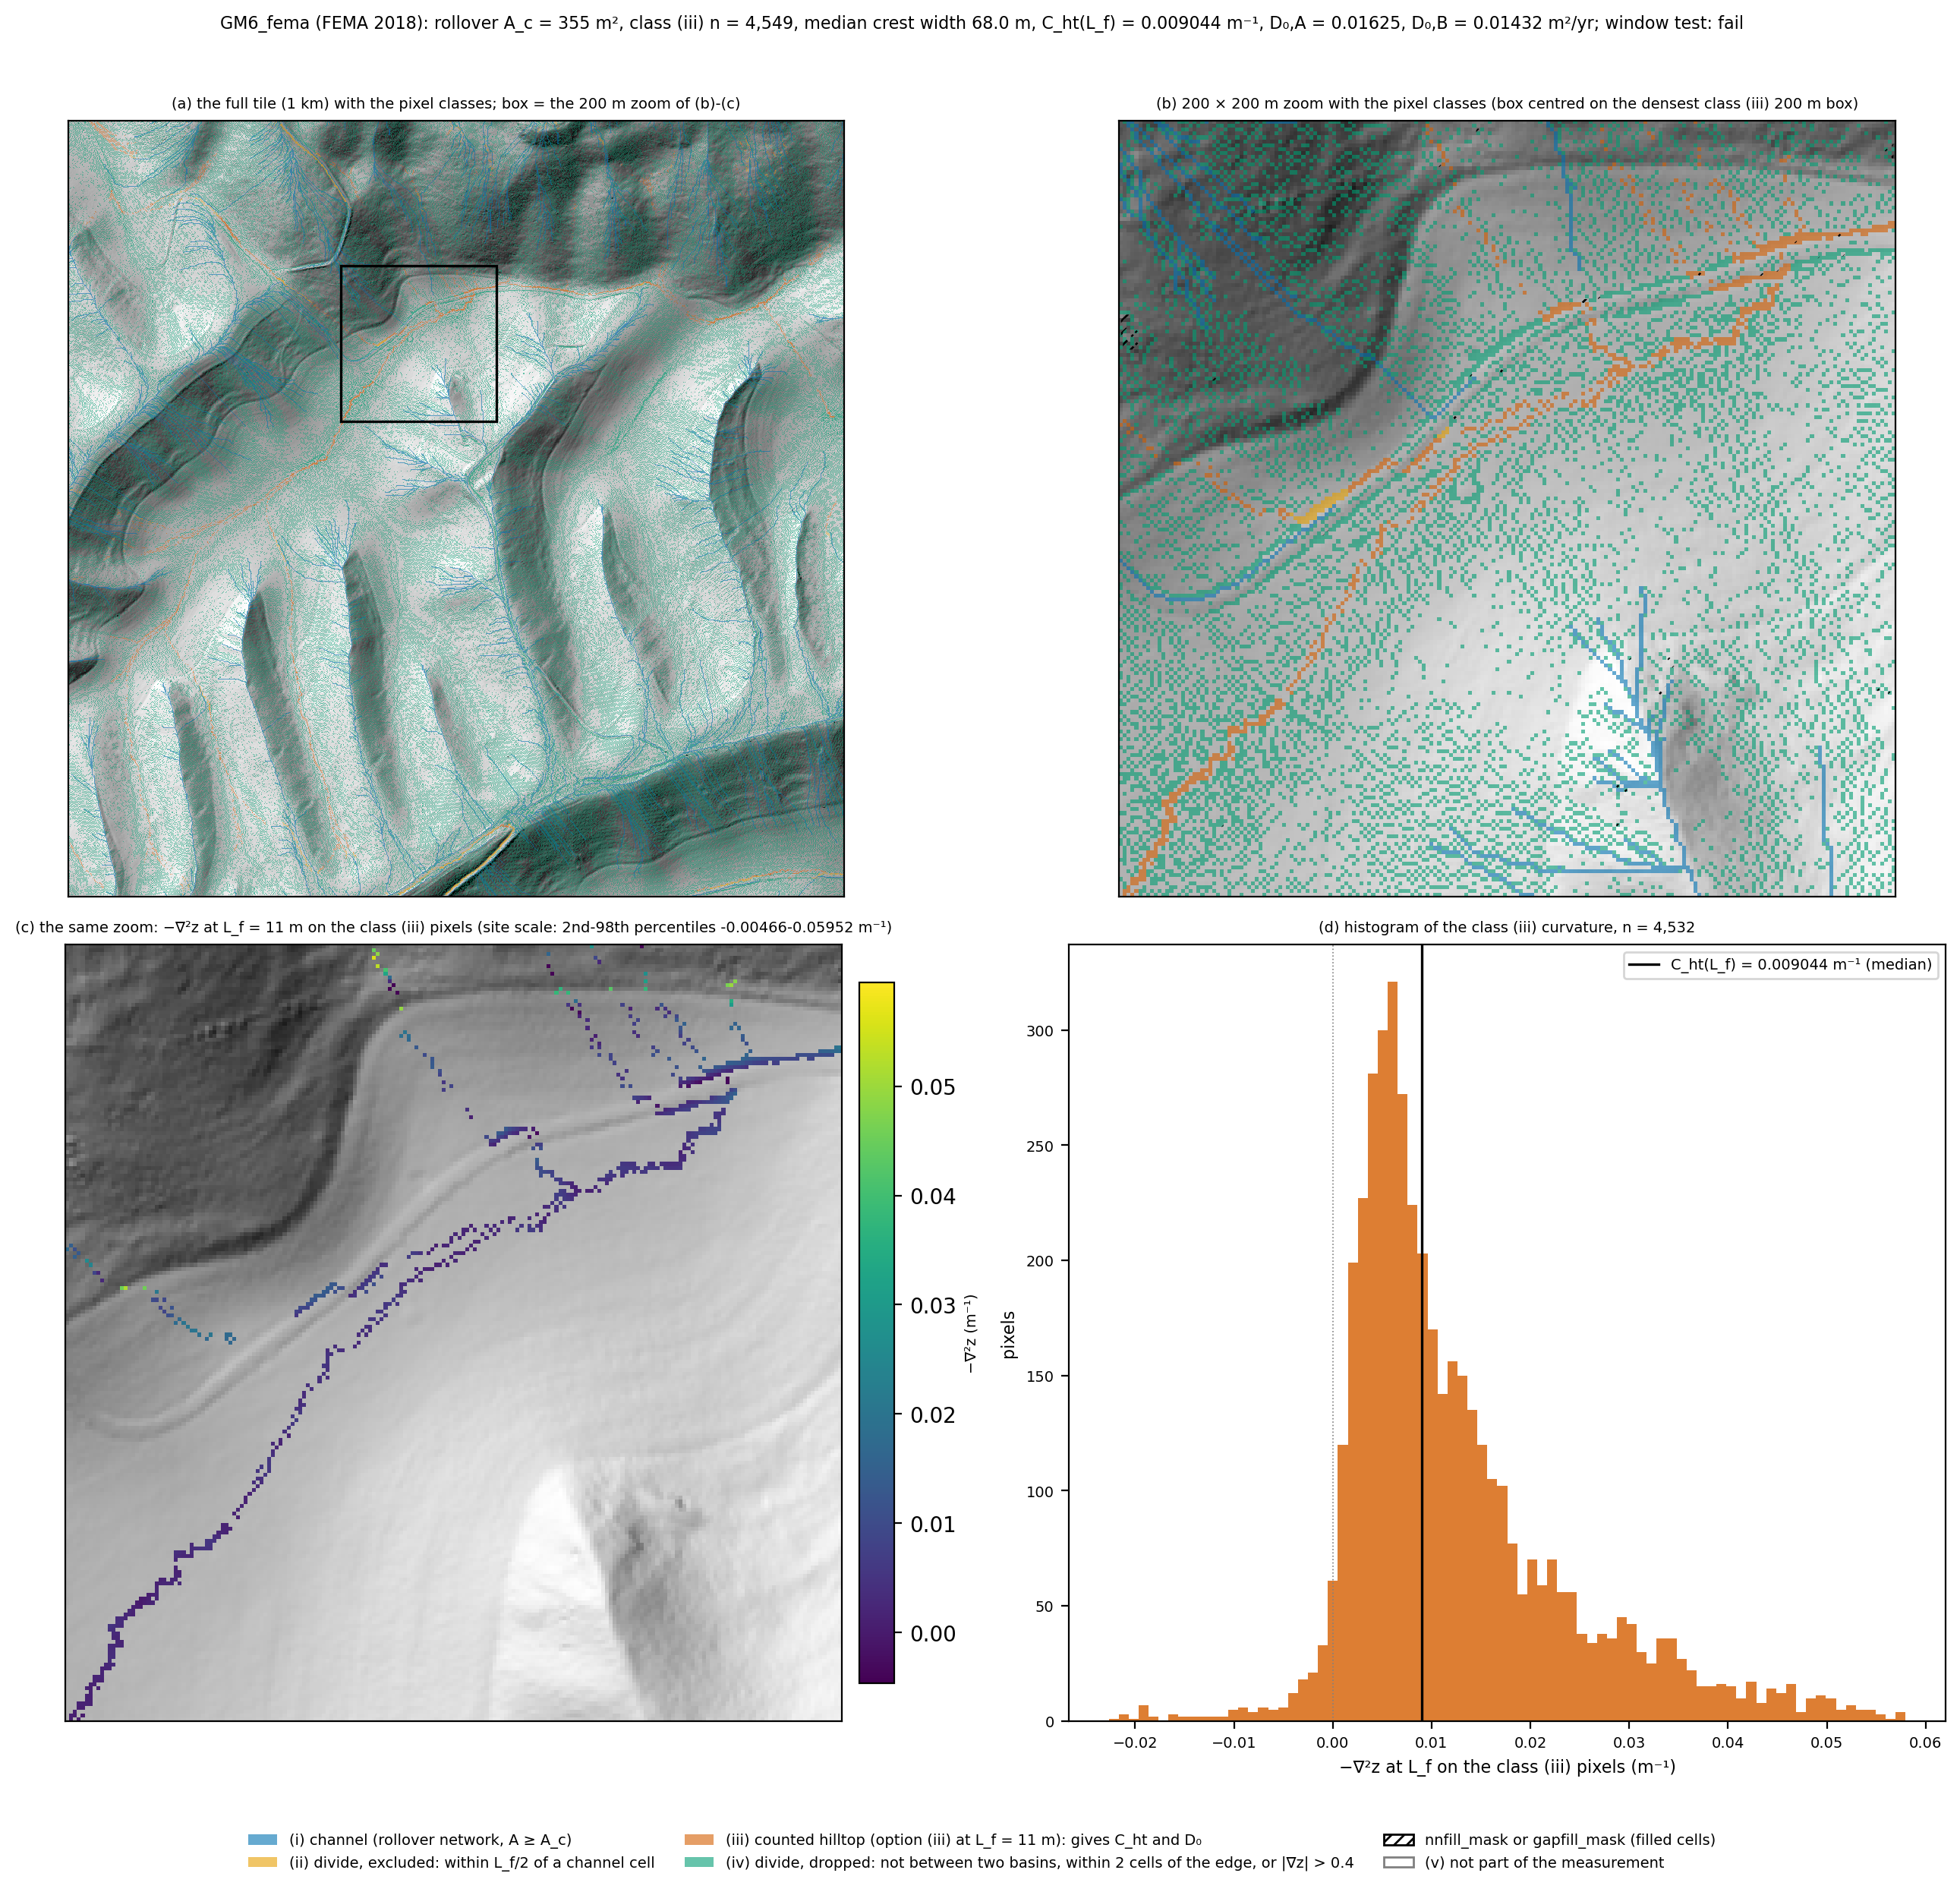 GM6_fema (FEMA 2018): rollover A_c = 355 m², class (iii) n = 4,549, median crest width 68.0 m, C_ht(L_f) = 0.009044 m⁻¹, D₀,A = 0.01625, D₀,B = 0.01432 m²/yr; window test: fail
(a) the full tile (1 km) with the pixel classes; box = the 200 m zoom of (b)-(c)
(b) 200 × 200 m zoom with the pixel classes (box centred on the densest class (iii) 200 m box)
(c) the same zoom: −∇²z at L_f = 11 m on the class (iii) pixels (site scale: 2nd-98th percentiles -0.00466-0.05952 m⁻¹)
0.05
0.04
0.03
0.02
0.01
0.00
−∇²z (m⁻¹)
(d) histogram of the class (iii) curvature, n = 4,532
C_ht(L_f) = 0.009044 m⁻¹ (median)
300
250
200
150
100
50
0
pixels
−0.02
−0.01
0.00
0.01
0.02
0.03
0.04
0.05
0.06
−∇²z at L_f on the class (iii) pixels (m⁻¹)
(i) channel (rollover network, A ≥ A_c)
(ii) divide, excluded: within L_f/2 of a channel cell
(iii) counted hilltop (option (iii) at L_f = 11 m): gives C_ht and D₀
(iv) divide, dropped: not between two basins, within 2 cells of the edge, or |∇z| > 0.4
nnfill_mask or gapfill_mask (filled cells)
(v) not part of the measurement